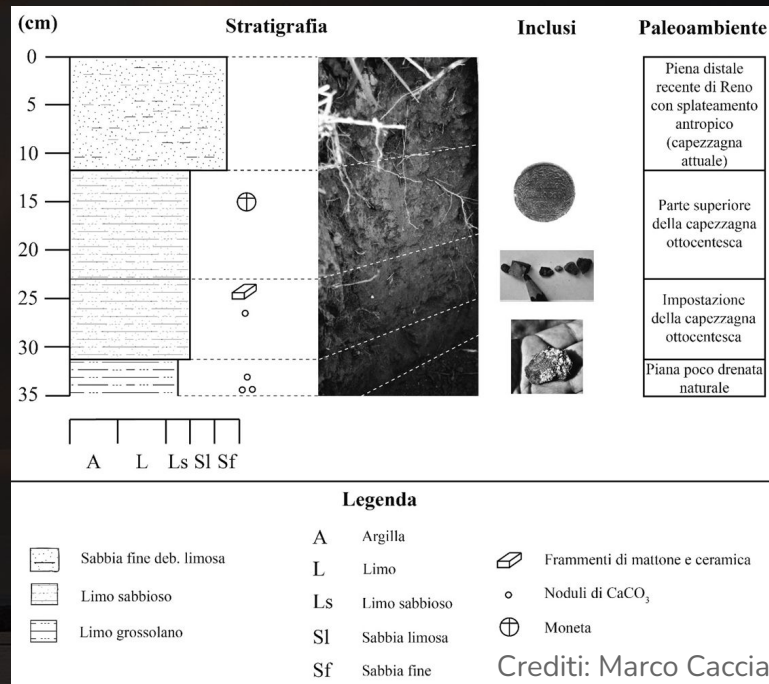 (cm)
Stratigrafia
Inclusi
Paleoambiente
0
5
10
15
20
25
30
35
Piena distale
recente di Reno
con splateamento
antropico
(capezzagna
attuale)
Parte superiore
della capezzagna
ottocentesca
Impostazione
della capezzagna
ottocentesca
Piana poco drenata
naturale
A L Ls Sl Sf
Legenda
Sabbia fine deb. limosa
Limo sabbioso
Limo grossolano
A Argilla
L Limo
Ls Limo sabbioso
Sl Sabbia limosa
Sf Sabbia fine
Frammenti di mattone e ceramica
Noduli di CaCO₃
Moneta
Crediti: Marco Caccia